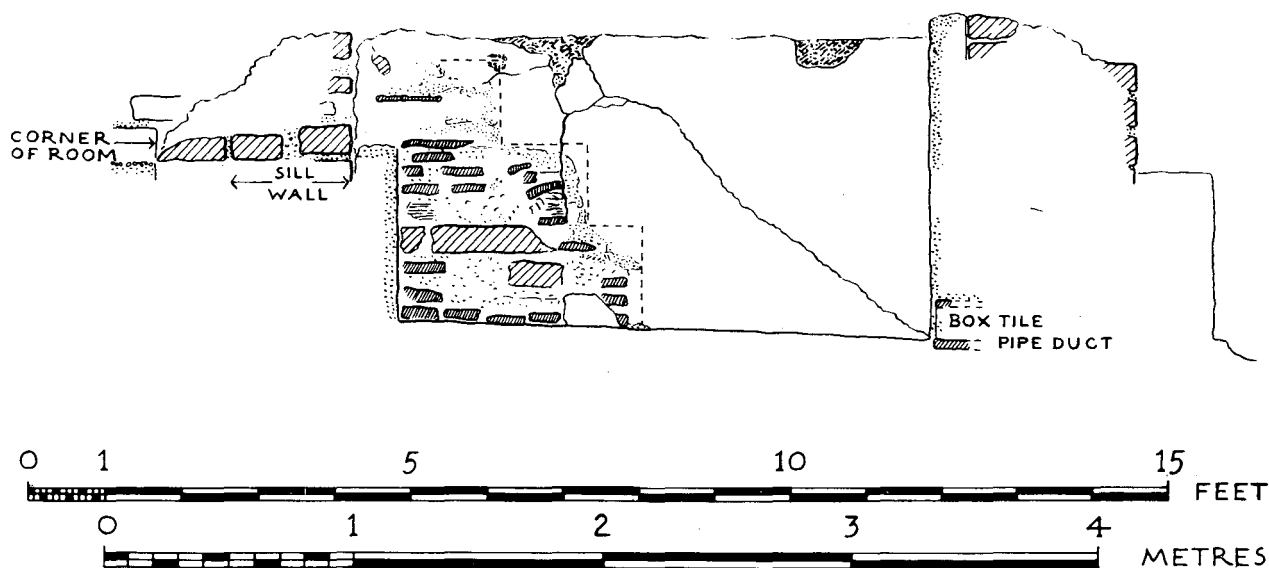 CORNER
OF ROOM
SILL
WALL
BOX TILE
PIPE DUCT
0 1 5 10 15
FEET
0 1 2 3 4
METRES